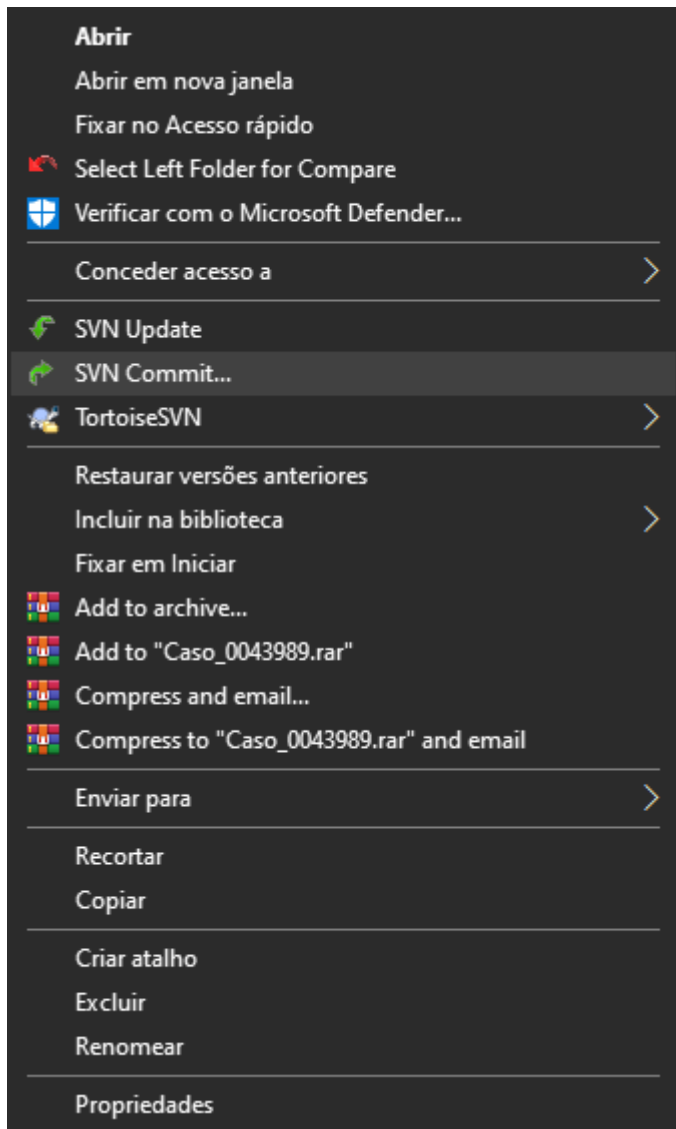 Abrir
Abrir em nova janela
Fixar no Acesso rápido
Select Left Folder for Compare
Verificar com o Microsoft Defender...
Conceder acesso a
SVN Update
SVN Commit...
TortoiseSVN
Restaurar versões anteriores
Incluir na biblioteca
Fixar em Iniciar
Add to archive...
Add to "Caso_0043989.rar"
Compress and email...
Compress to "Caso_0043989.rar" and email
Enviar para
Recortar
Copiar
Criar atalho
Excluir
Renomear
Propriedades